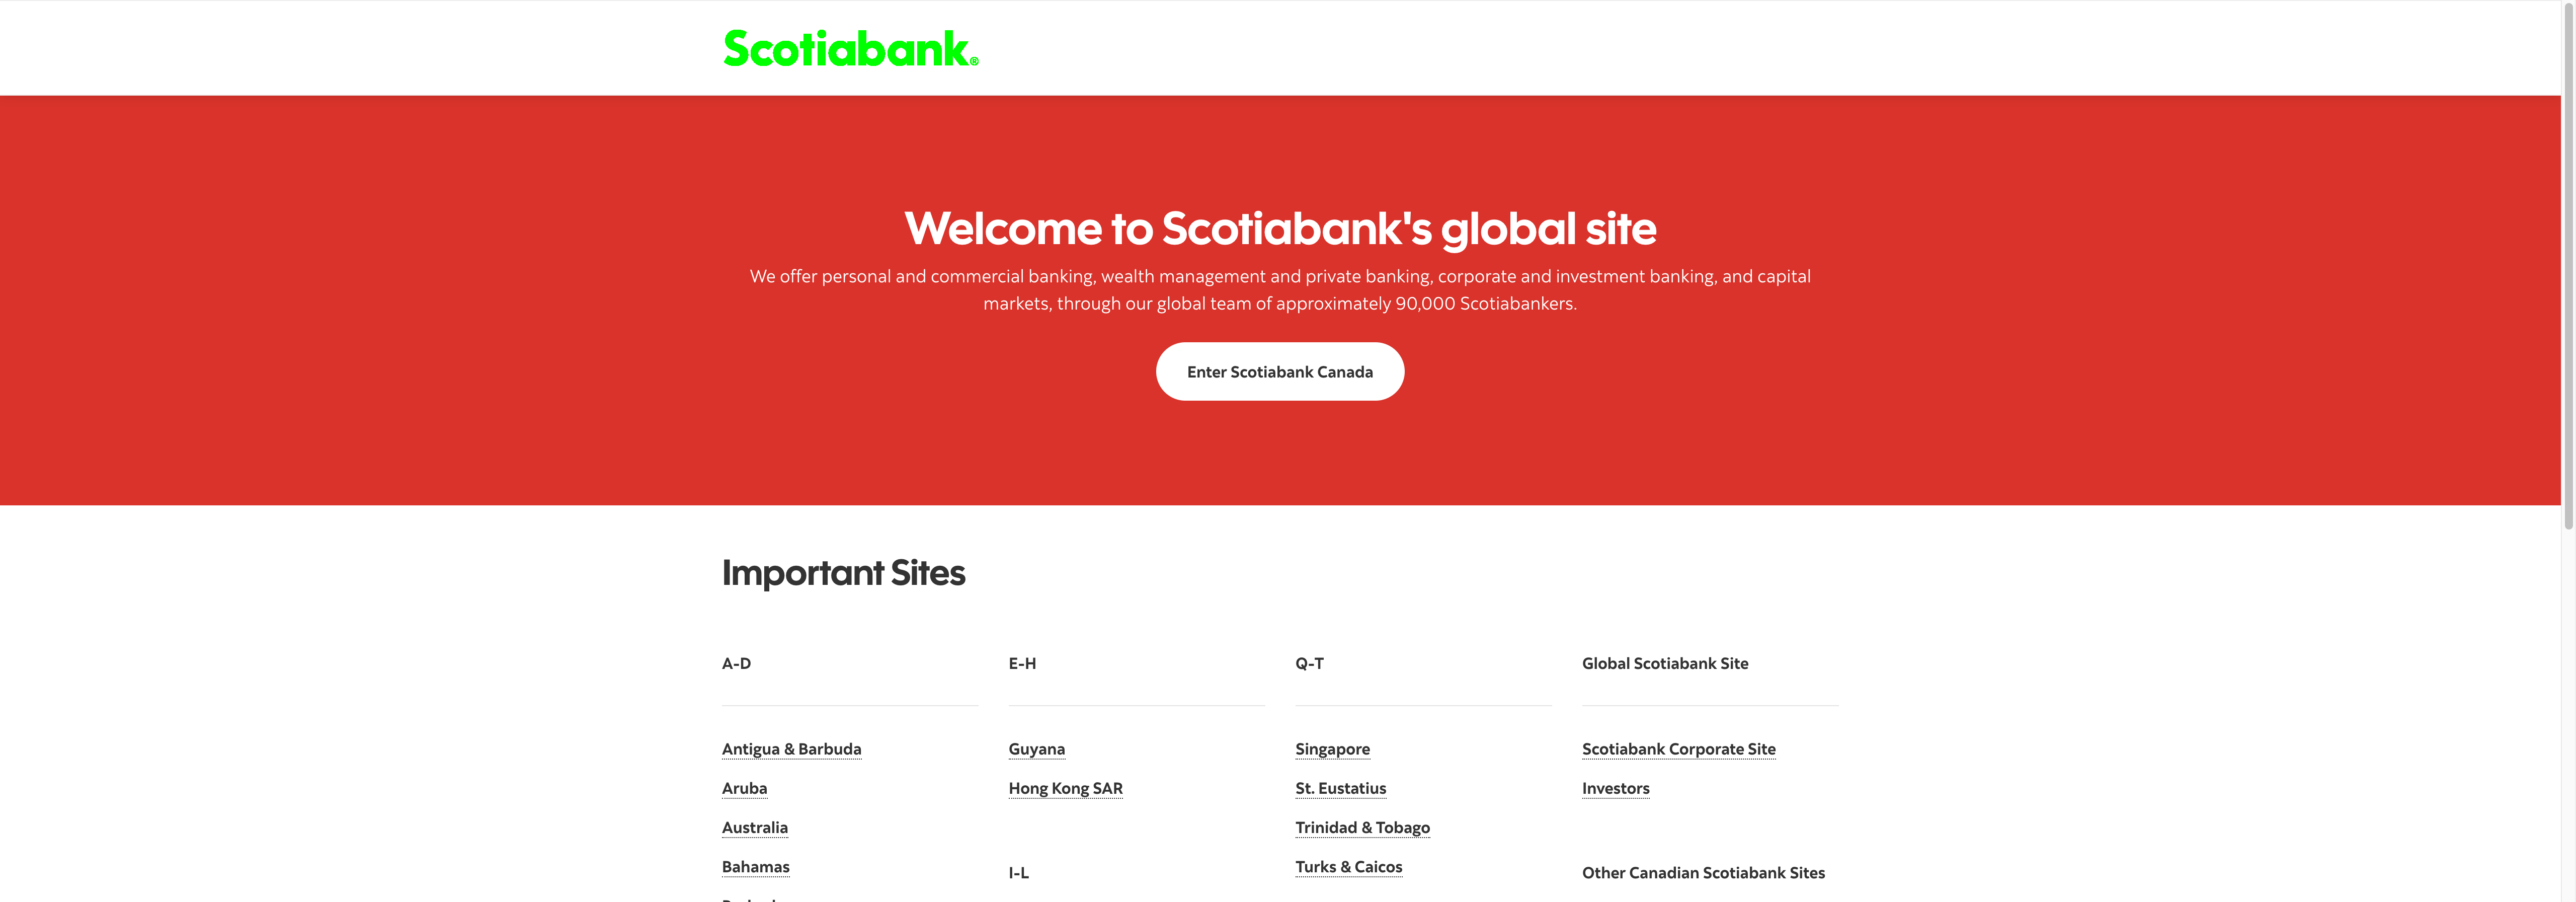 Scotiabank®
Welcome to Scotiabank's global site
We offer personal and commercial banking, wealth management and private banking, corporate and investment banking, and capital
markets, through our global team of approximately 90,000 Scotiabankers.
Enter Scotiabank Canada
Important Sites
A-D
Antigua & Barbuda
Aruba
Australia
Bahamas
E-H
Guyana
Hong Kong SAR
I-L
Q-T
Singapore
St. Eustatius
Trinidad & Tobago
Turks & Caicos
Global Scotiabank Site
Scotiabank Corporate Site
Investors
Other Canadian Scotiabank Sites